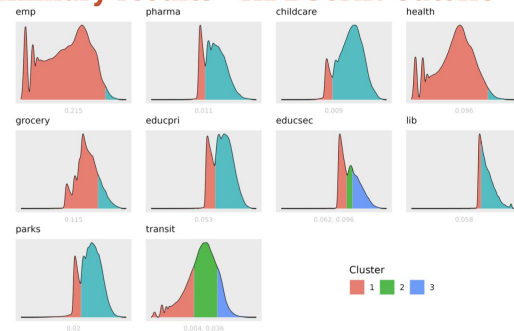 emp pharma childcare health
0.215 0.011 0.009 0.096
grocery educpri educsec lib
0.115 0.053 0.062, 0.096 0.058
parks transit
Cluster
1 2 3
0.02 0.004, 0.036